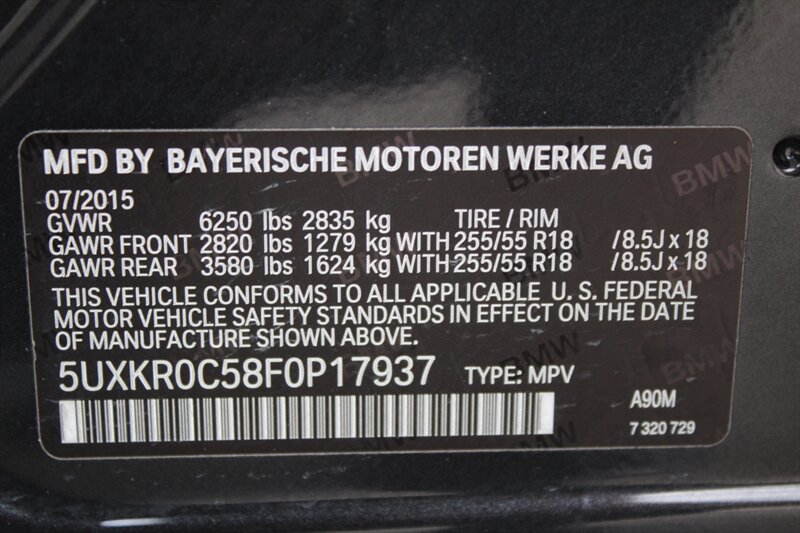 MFD BY BAYERISCHE MOTOREN WERKE AG
07/2015
GVWR 6250 lbs 2835 kg TIRE / RIM
GAWR FRONT 2820 lbs 1279 kg WITH 255/55 R18 /8.5J x 18
GAWR REAR 3580 lbs 1624 kg WITH 255/55 R18 /8.5J x 18
THIS VEHICLE CONFORMS TO ALL APPLICABLE U. S. FEDERAL
MOTOR VEHICLE SAFETY STANDARDS IN EFFECT ON THE DATE
OF MANUFACTURE SHOWN ABOVE.
5UXKR0C58F0P17937 TYPE: MPV
A90M
7 320 729